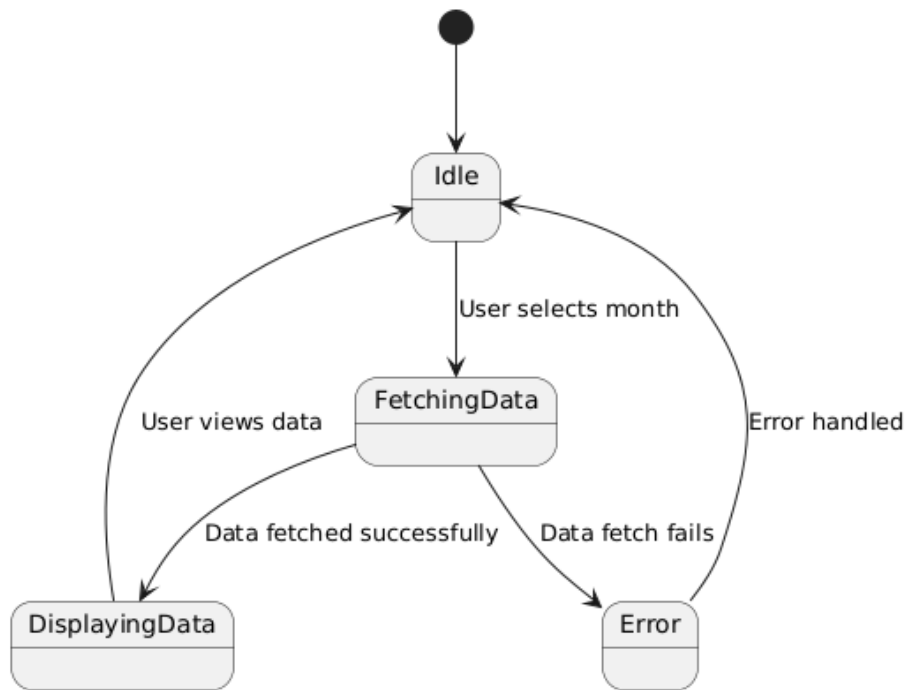 Idle
User selects month
FetchingData
User views data
Error handled
Data fetched successfully
Data fetch fails
DisplayingData
Error